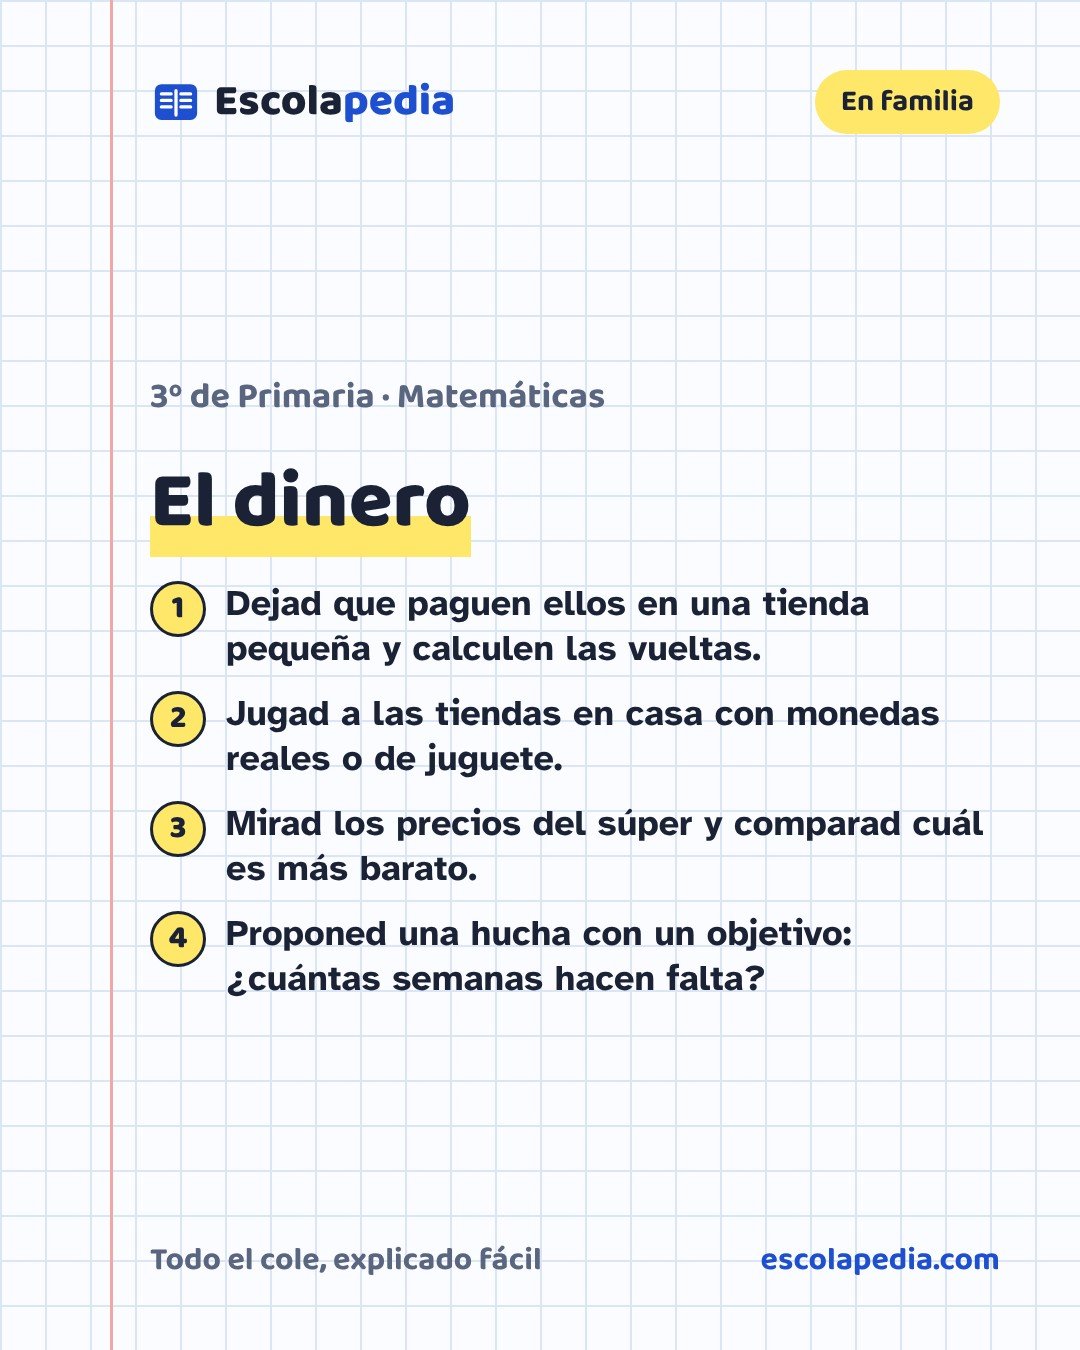 Escolapedia
En familia
3º de Primaria · Matemáticas
El dinero
1 Dejad que paguen ellos en una tienda
pequeña y calculen las vueltas.
2 Jugad a las tiendas en casa con monedas
reales o de juguete.
3 Mirad los precios del súper y comparad cuál
es más barato.
4 Proponed una hucha con un objetivo:
¿cuántas semanas hacen falta?
Todo el cole, explicado fácil
escolapedia.com